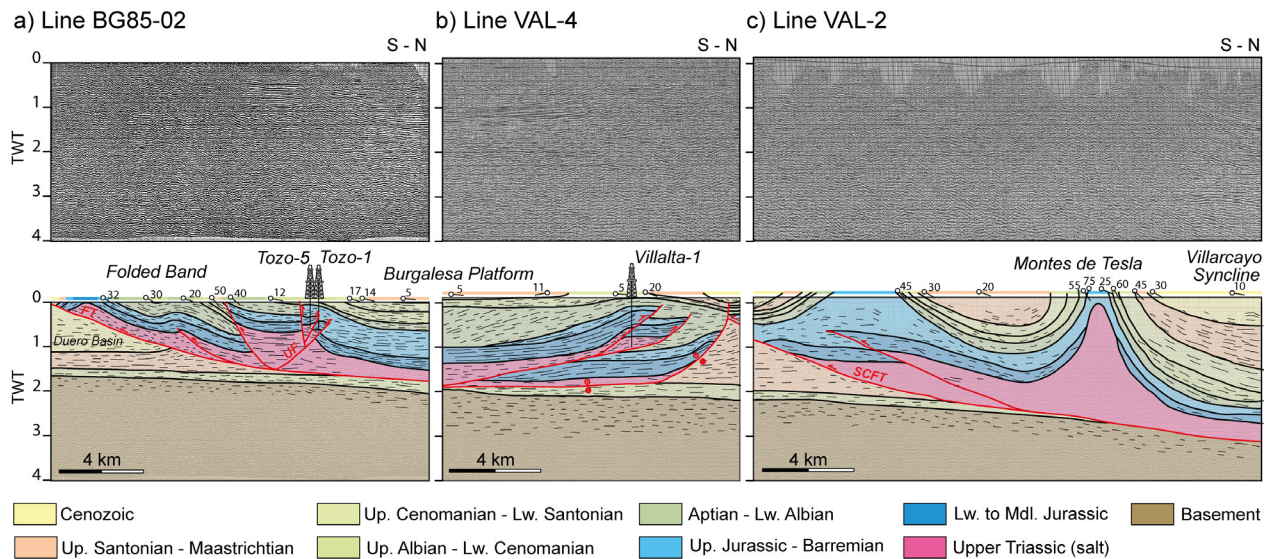 a) Line BG85-02
b) Line VAL-4
c) Line VAL-2
S - N
S - N
S - N
0
1
2
3
4
TWT
Folded Band
Tozo-5
Tozo-1
Burgalesa Platform
Villalta-1
Montes de Tesla
Villarcayo
Syncline
32
30
20
50
40
12
17
14
5
5
11
5
20
45
30
20
55
75
25
60
45
30
10
0
1
2
3
4
TWT
FT
Duero Basin
UF
SCFT
4 km
4 km
4 km
Cenozoic
Up. Cenomanian - Lw. Santonian
Aptian - Lw. Albian
Lw. to Mdl. Jurassic
Basement
Up. Santonian - Maastrichtian
Up. Albian - Lw. Cenomanian
Up. Jurassic - Barremian
Upper Triassic (salt)